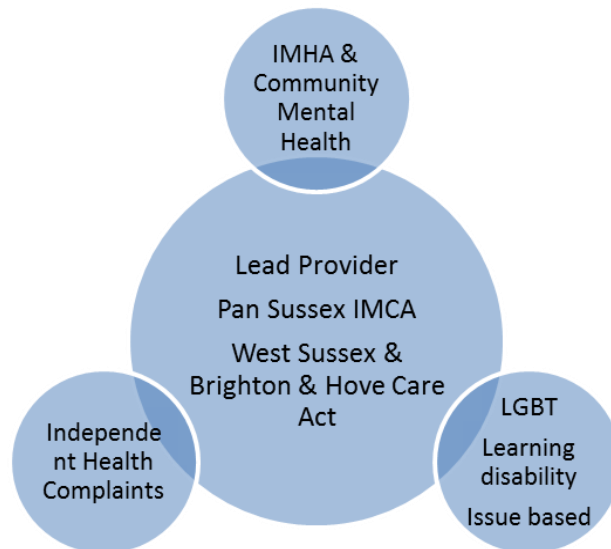 IMHA &
Community
Mental
Health
Lead Provider
Pan Sussex IMCA
West Sussex &
Brighton & Hove Care
Act
Independe
nt Health
Complaints
LGBT
Learning
disability
Issue based